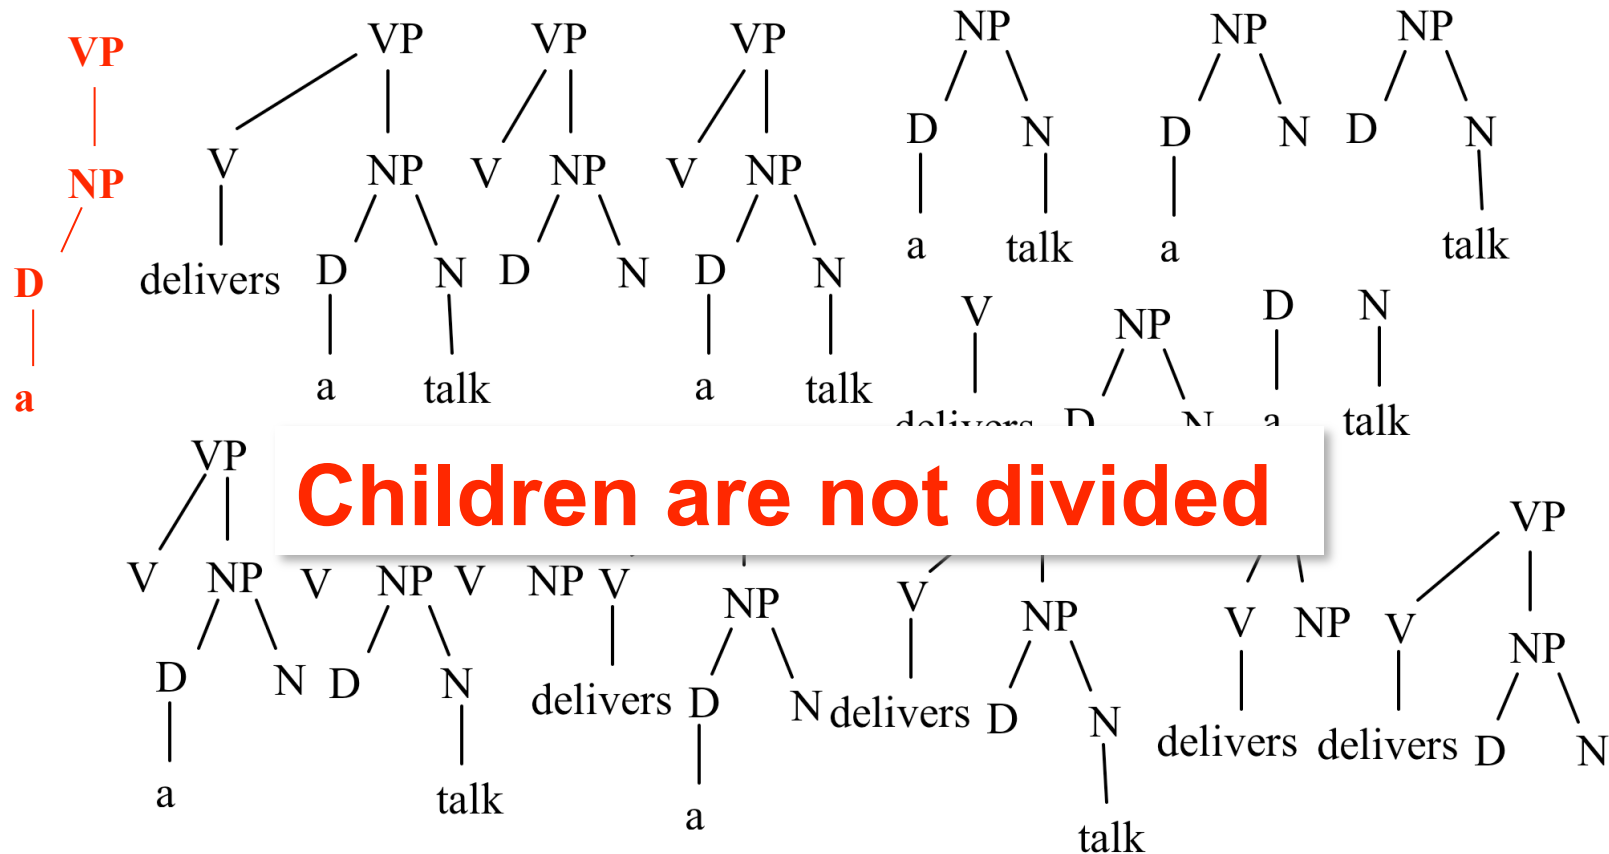 VP VP VP VP NP NP NP
D N D N D N
V NP V NP V NP
NP
a talk a talk
delivers D N D N D N
D
V NP D N
a talk a talk
a
delivers D N a talk
VP
Children are not divided
VP
V NP V NP V NP V NP V NP V NP V
NP
D N D N delivers D N delivers D N delivers delivers D N
a talk a talk